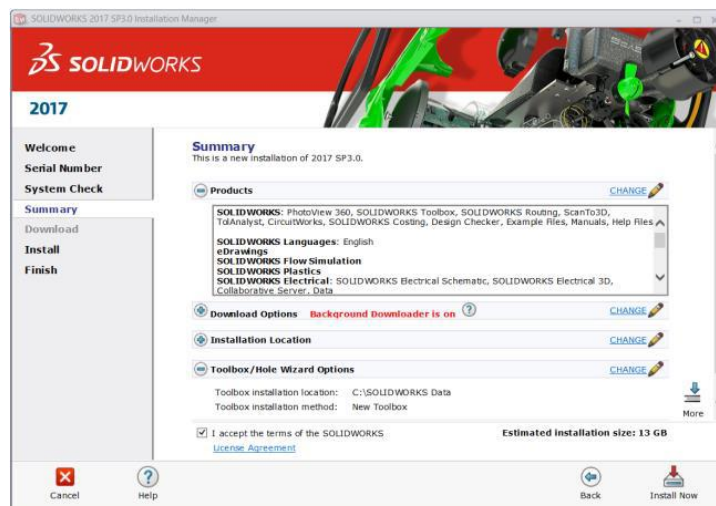 SOLIDWORKS 2017 SP3.0 Installation Manager
SOLIDWORKS
2017
Welcome
Serial Number
System Check
Summary
Download
Install
Finish
Summary
This is a new installation of 2017 SP3.0.
Products CHANGE
SOLIDWORKS: PhotoView 360, SOLIDWORKS Toolbox, SOLIDWORKS Routing, ScanTo3D,
TolAnalyst, CircuitWorks, SOLIDWORKS Costing, Design Checker, Example Files, Manuals, Help Files
SOLIDWORKS Languages: English
eDrawings
SOLIDWORKS Flow Simulation
SOLIDWORKS Plastics
SOLIDWORKS Electrical: SOLIDWORKS Electrical Schematic, SOLIDWORKS Electrical 3D,
Collaborative Server, Data
Download Options Background Downloader is on ? CHANGE
Installation Location CHANGE
Toolbox/Hole Wizard Options CHANGE
Toolbox installation location: C:\SOLIDWORKS Data
Toolbox installation method: New Toolbox
More
I accept the terms of the SOLIDWORKS Estimated installation size: 13 GB
License Agreement
Cancel Help Back Install Now